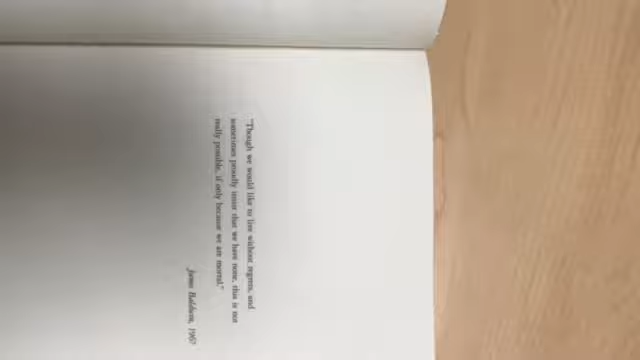 "Though we would like to live without regrets, and
sometimes proudly insist that we have none, this is not
really possible, if only because we are mortal."
James Baldwin, 1967